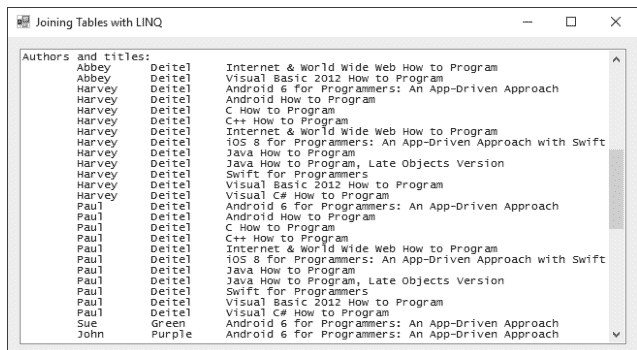 Joining Tables with LINQ
Authors and titles:
Abbey Deitel Internet & World Wide Web How to Program
Abbey Deitel Visual Basic 2012 How to Program
Harvey Deitel Android 6 for Programmers: An App-Driven Approach
Harvey Deitel Android How to Program
Harvey Deitel C How to Program
Harvey Deitel C++ How to Program
Harvey Deitel Internet & World Wide Web How to Program
Harvey Deitel iOS 8 for Programmers: An App-Driven Approach with Swift
Harvey Deitel Java How to Program
Harvey Deitel Java How to Program, Late Objects Version
Harvey Deitel Swift for Programmers
Harvey Deitel Visual Basic 2012 How to Program
Harvey Deitel Visual C# How to Program
Paul Deitel Android 6 for Programmers: An App-Driven Approach
Paul Deitel Android How to Program
Paul Deitel C How to Program
Paul Deitel C++ How to Program
Paul Deitel Internet & World Wide Web How to Program
Paul Deitel iOS 8 for Programmers: An App-Driven Approach with Swift
Paul Deitel Java How to Program
Paul Deitel Java How to Program, Late Objects Version
Paul Deitel Swift for Programmers
Paul Deitel Visual Basic 2012 How to Program
Paul Deitel Visual C# How to Program
Sue Green Android 6 for Programmers: An App-Driven Approach
John Purple Android 6 for Programmers: An App-Driven Approach